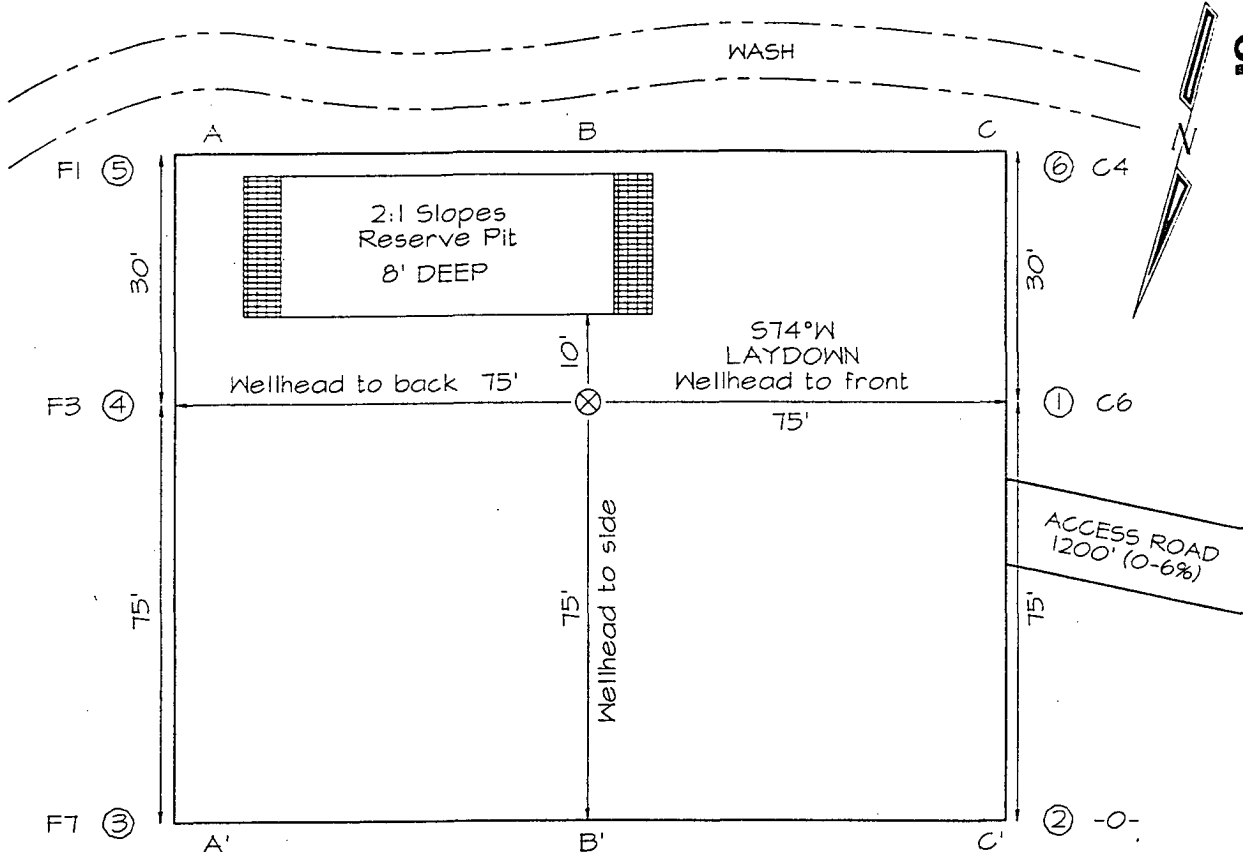 WASH
N
A B C
F1 ⑤
⑥ C4
2:1 Slopes
Reserve Pit
8' DEEP
30'
30'
10'
S74°W
LAYDOWN
Wellhead to back 75'
Wellhead to front
75'
F3 ④
① C6
ACCESS ROAD
1200' (0-6%)
75'
75'
Wellhead to side
75'
F7 ③
② -0-
A' B' C'